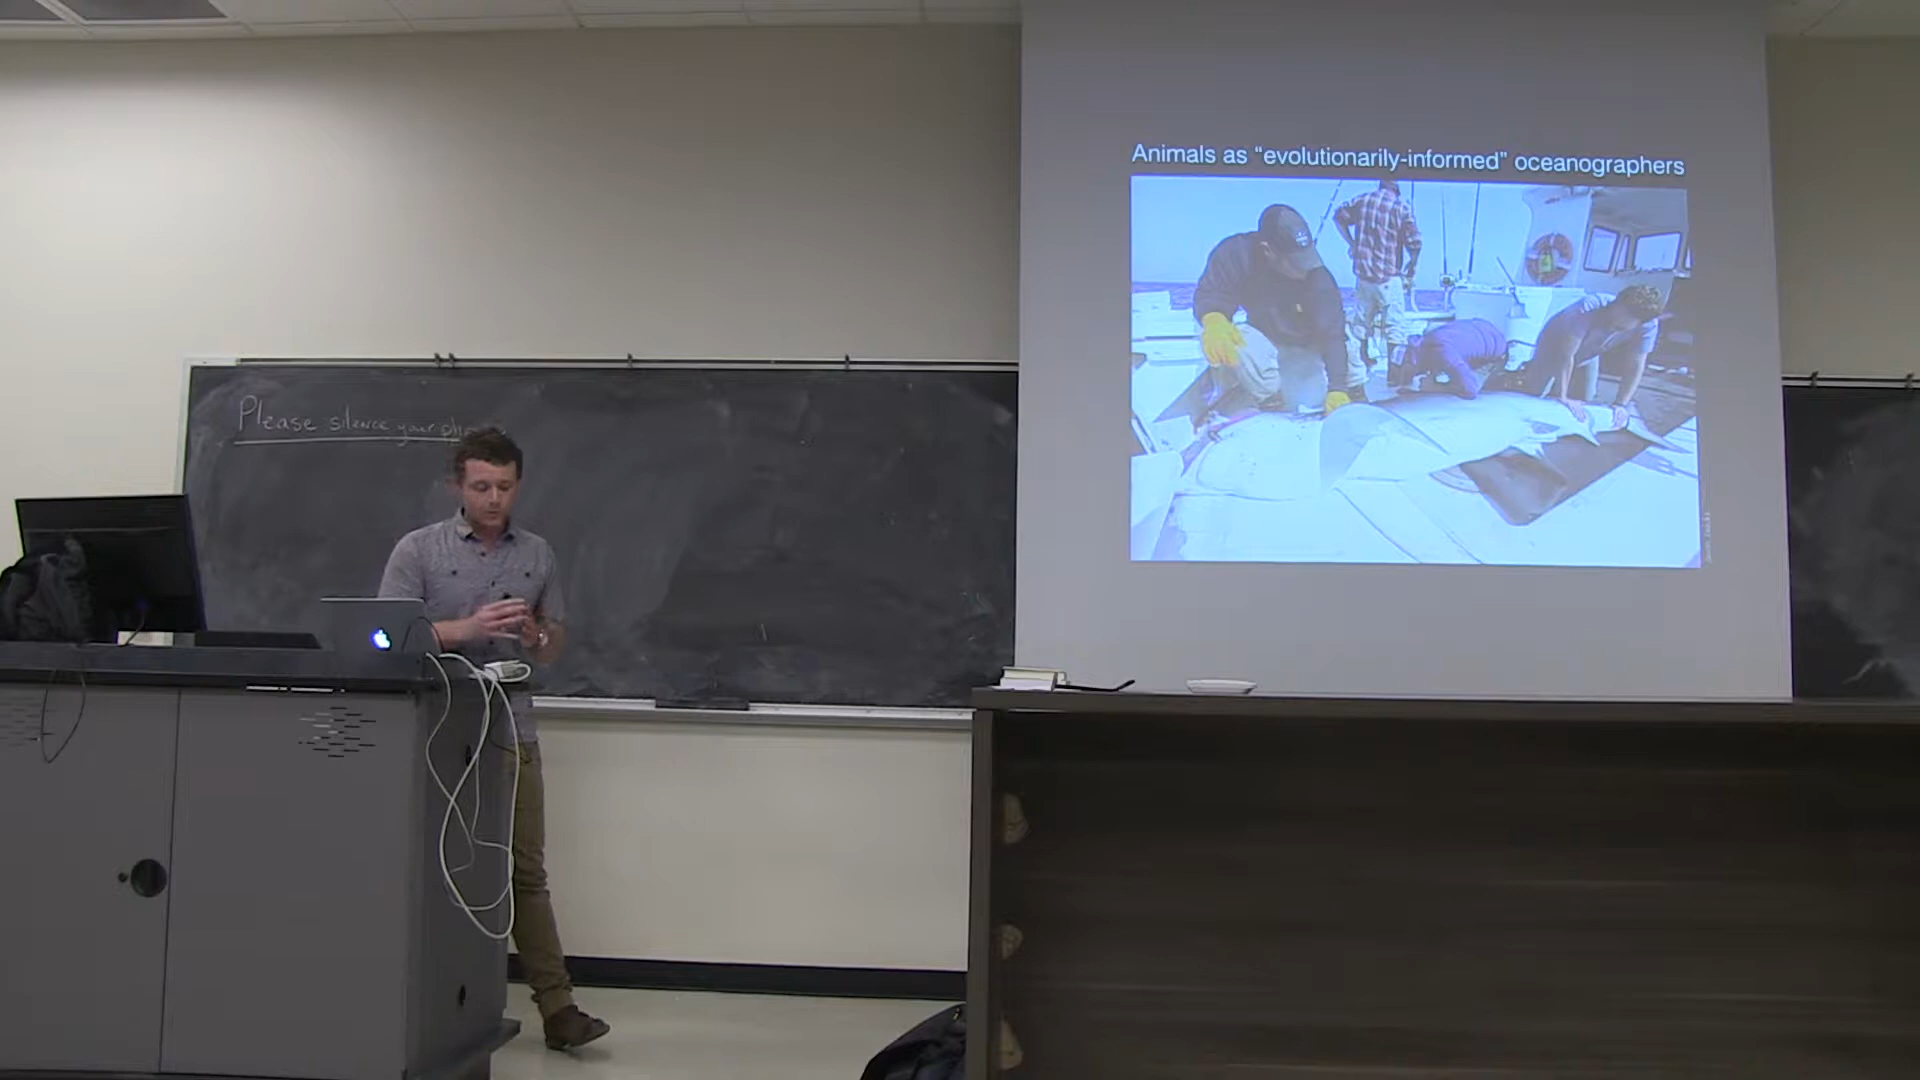 Please silence your
Animals as “evolutionarily-informed” oceanographers